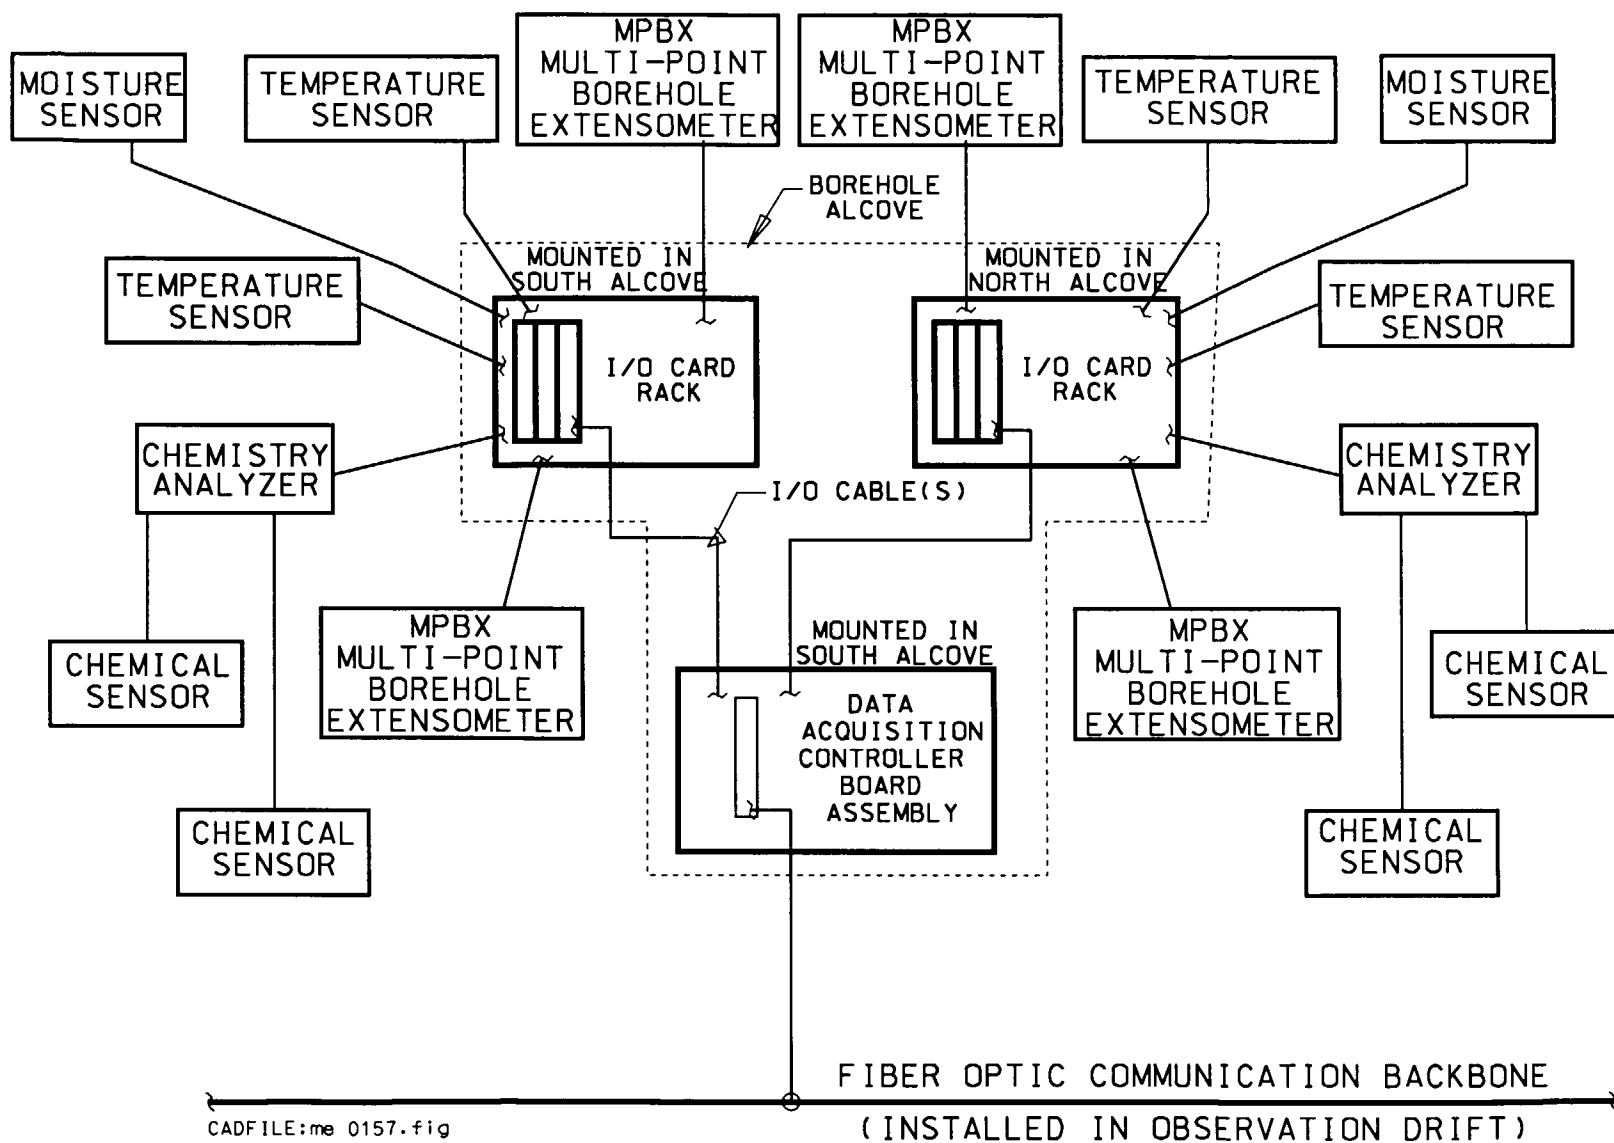 MOISTURE
SENSOR
TEMPERATURE
SENSOR
MPBX
MULTI-POINT
BOREHOLE
EXTENSOMETER
MPBX
MULTI-POINT
BOREHOLE
EXTENSOMETER
TEMPERATURE
SENSOR
MOISTURE
SENSOR
BOREHOLE
ALCOVE
TEMPERATURE
SENSOR
MOUNTED IN
SOUTH ALCOVE
MOUNTED IN
NORTH ALCOVE
TEMPERATURE
SENSOR
I/O CARD
RACK
I/O CARD
RACK
CHEMISTRY
ANALYZER
I/O CABLE(S)
CHEMISTRY
ANALYZER
CHEMICAL
SENSOR
MPBX
MULTI-POINT
BOREHOLE
EXTENSOMETER
MOUNTED IN
SOUTH ALCOVE
DATA
ACQUISITION
CONTROLLER
BOARD
ASSEMBLY
MPBX
MULTI-POINT
BOREHOLE
EXTENSOMETER
CHEMICAL
SENSOR
CHEMICAL
SENSOR
CHEMICAL
SENSOR
FIBER OPTIC COMMUNICATION BACKBONE
(INSTALLED IN OBSERVATION DRIFT)
CADFILE:me 0157.fig